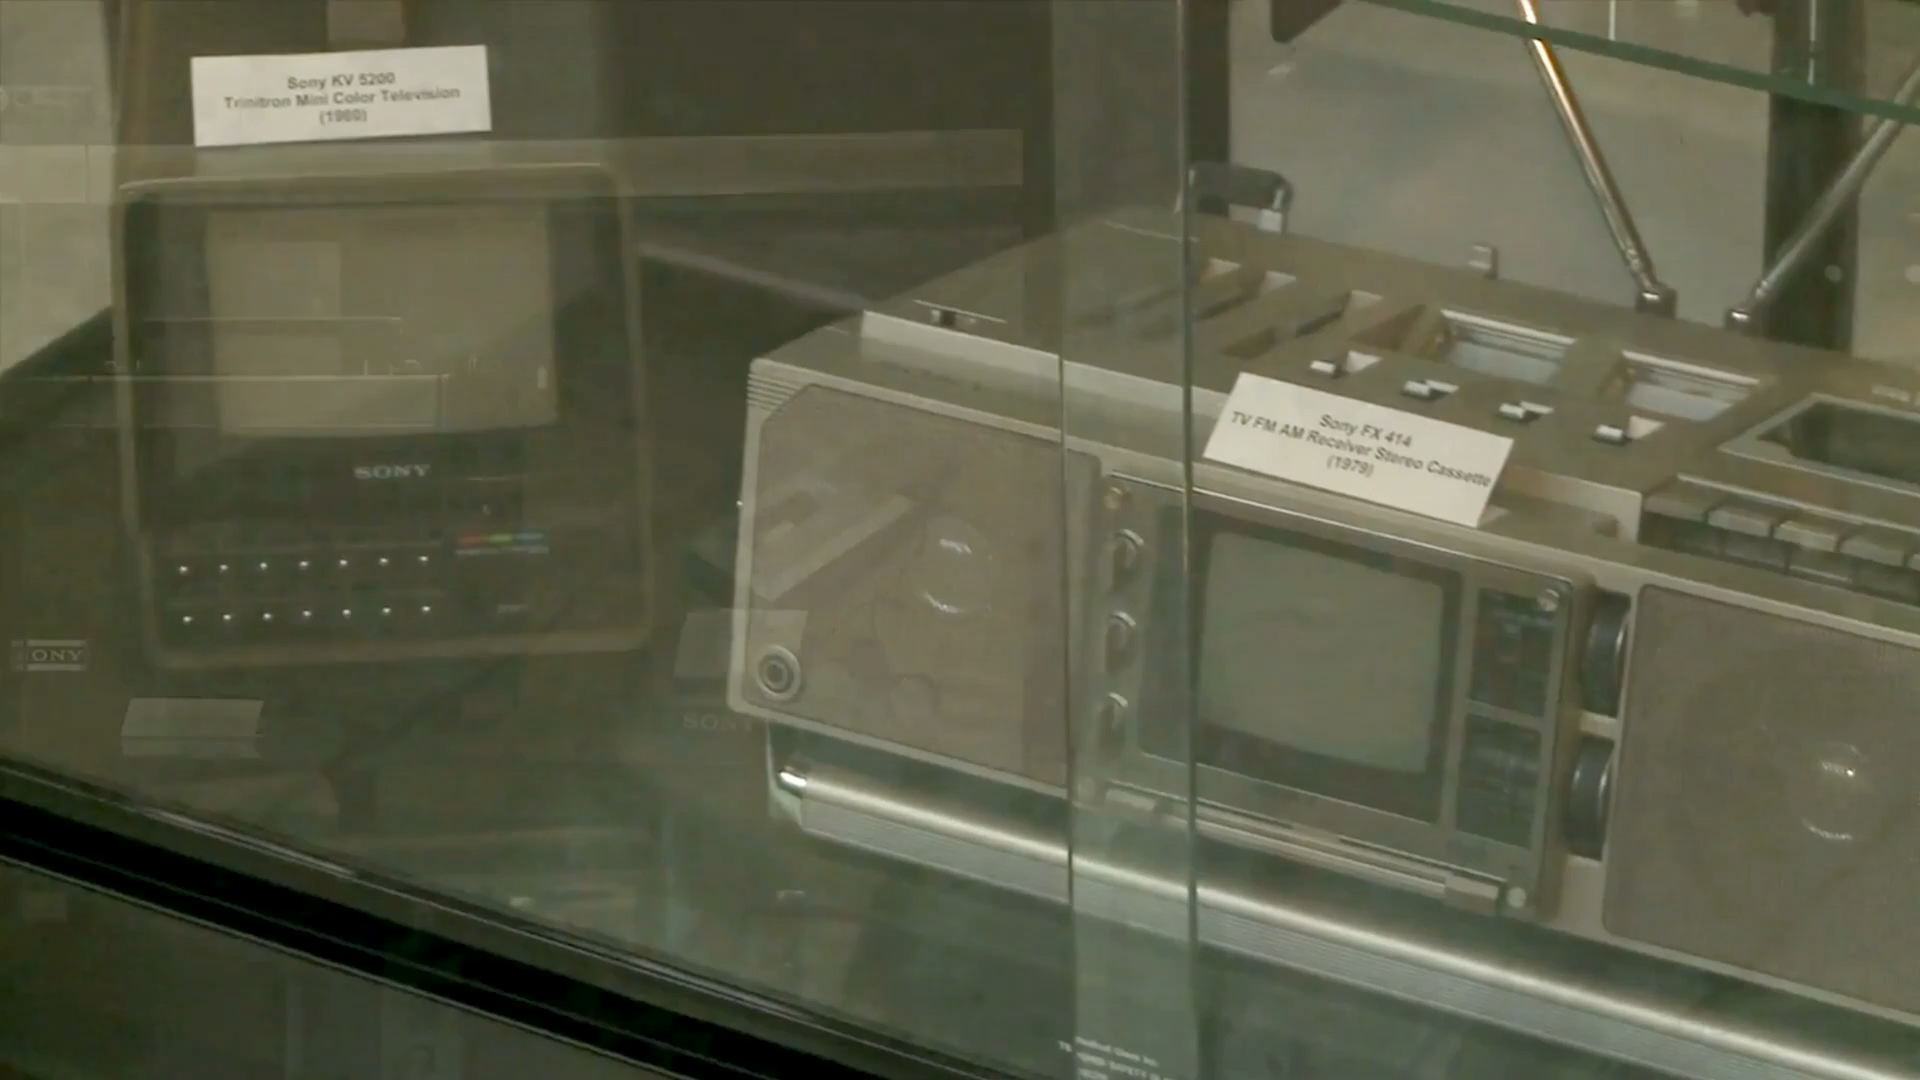 Sony KV 5200
Trinitron Mini Color Television
(1980)
Sony FX 414
TV FM AM Receiver Stereo Cassette
(1979)
SONY
SONY
SONY